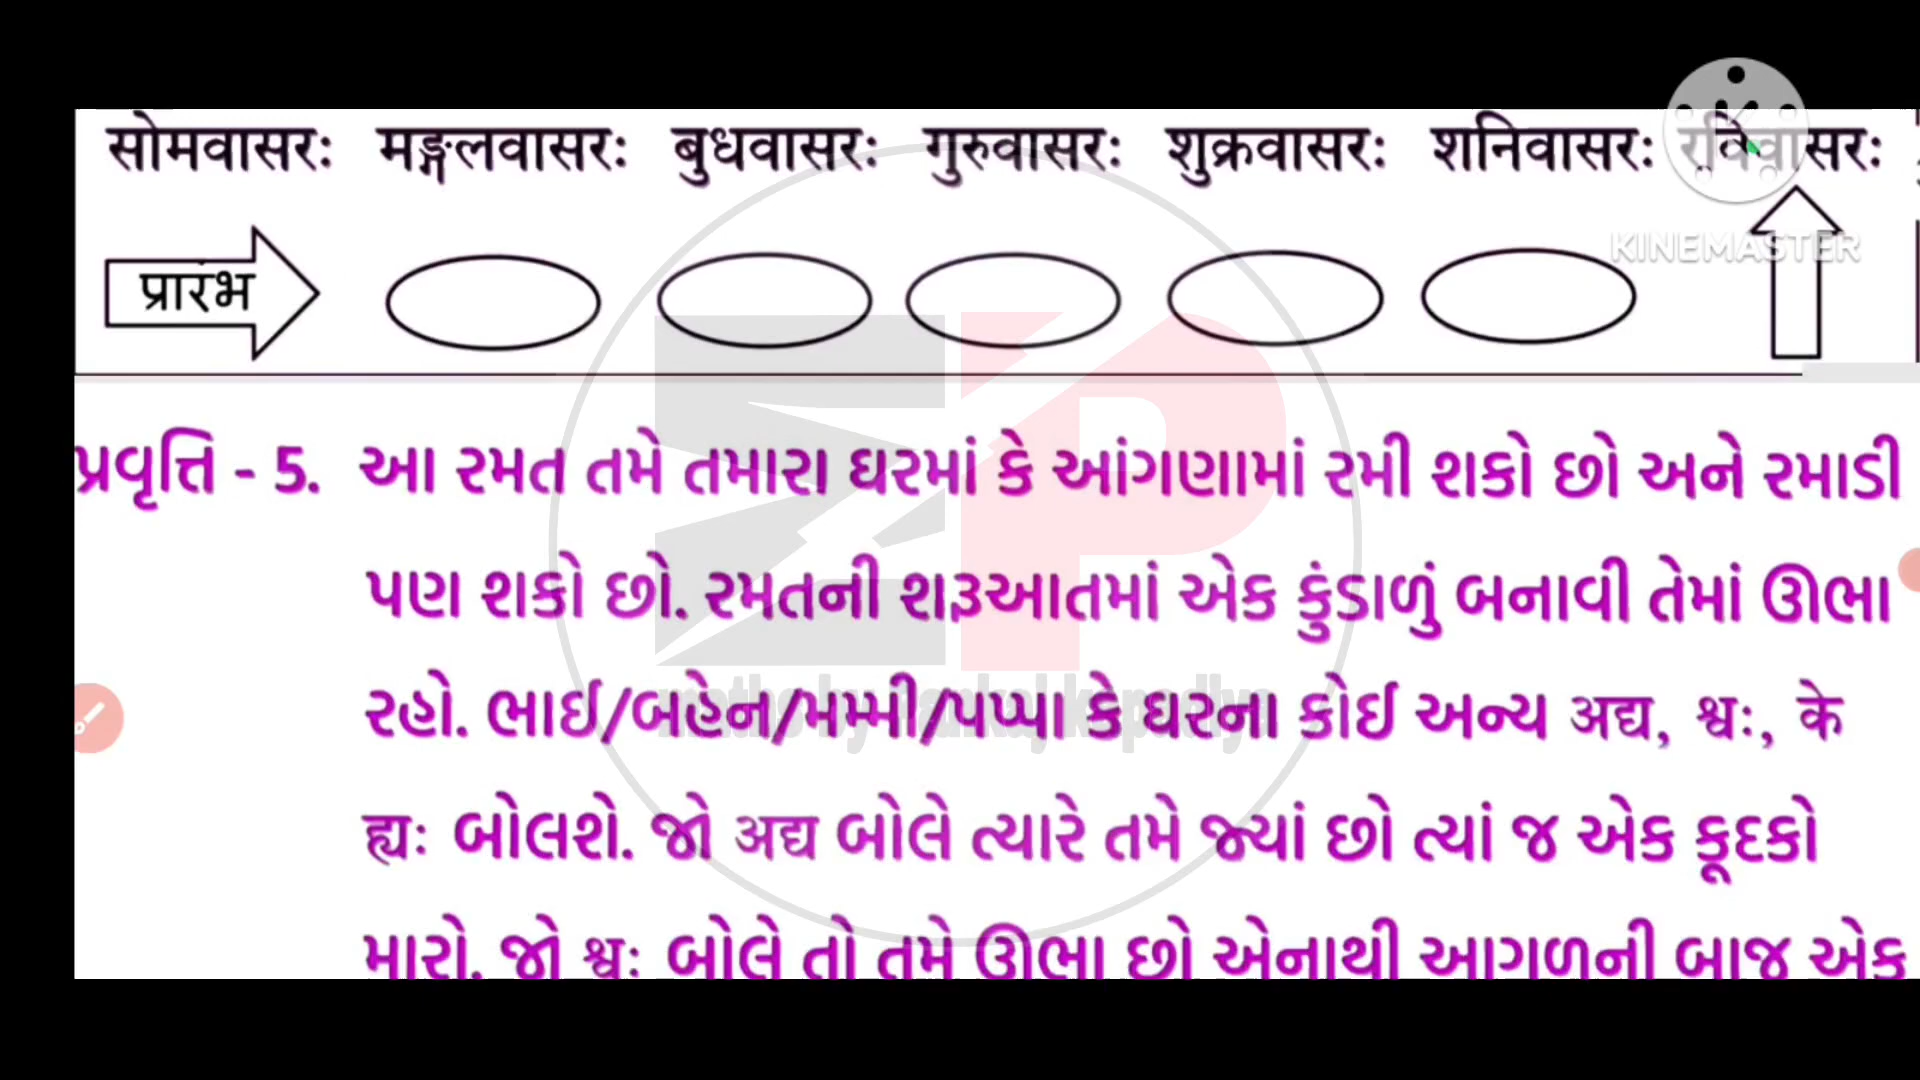 सोमवासरः मङ्गलवासरः बुधवासरः गुरुवासरः शुक्रवासरः शनिवासरः रविवासरः
KINEMASTER
प्रारंभ
પ્રવૃત્તિ - 5. આ રમત તમે તમારા ઘરમાં કે આંગણામાં રમી શકો છો અને રમાડી
પણ શકો છો. રમતની શરૂઆતમાં એક કુંડાળું બનાવી તેમાં ઊભા
રહો. ભાઈ/બહેન/મમ્મી/પપ્પા કે ઘરના કોઈ અન્ય अद्य, श्वः, के
ह्यः બોલશે. જો अद्य બોલે ત્યારે તમે જ્યાં છો ત્યાં જ એક કૂદકો
મારો. જો श्वः બોલે તો તમે ઊભા છો એનાથી આગળની બાજુ એક